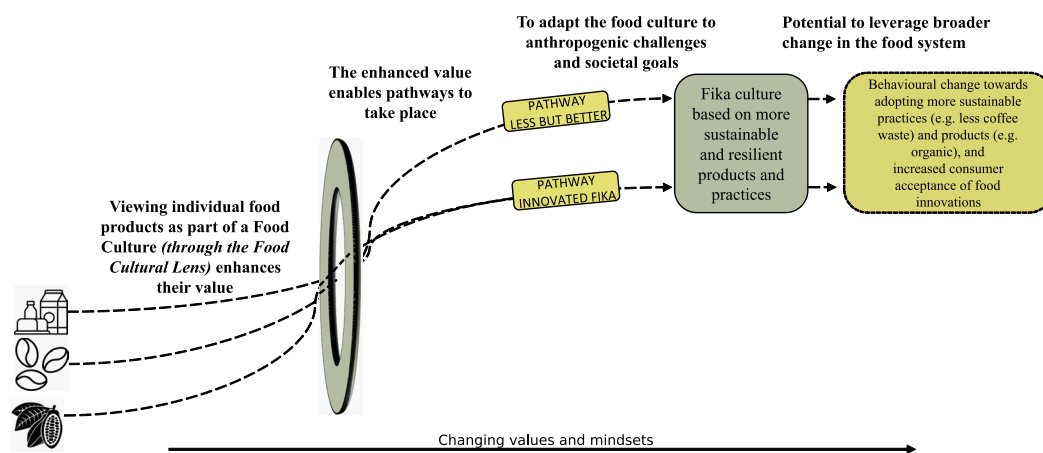 Viewing individual food
products as part of a Food
Culture (through the Food
Cultural Lens) enhances
their value
The enhanced value
enables pathways to
take place
To adapt the food culture to
anthropogenic challenges
and societal goals
Potential to leverage broader
change in the food system
PATHWAY
LESS BUT BETTER
PATHWAY
INNOVATED FIKA
Fika culture
based on more
sustainable
and resilient
products and
practices
Behavioural change towards
adopting more sustainable
practices (e.g. less coffee
waste) and products (e.g.
organic), and
increased consumer
acceptance of food
innovations
Changing values and mindsets